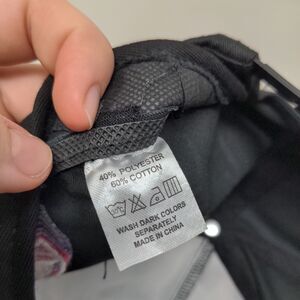 40% POLYESTER
60% COTTON
WASH DARK COLORS
SEPARATELY
MADE IN CHINA